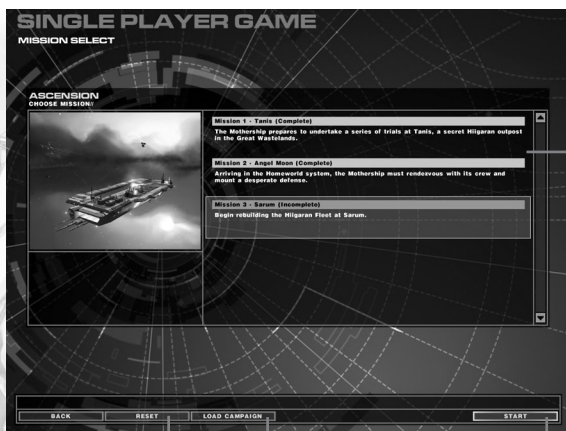 SINGLE PLAYER GAME
MISSION SELECT
ASCENSION
CHOOSE MISSION
Mission 1 - Tanis (Complete)
The Mothership prepares to undertake a series of trials at Tanis, a secret Hiigaran outpost
in the Great Wastelands.
Mission 2 - Angel Moon (Complete)
Arriving in the Homeworld system, the Mothership must rendezvous with its crew and
mount a desperate defense.
Mission 3 - Sarum (Incomplete)
Begin rebuilding the Hiigaran Fleet at Sarum.
BACK
RESET
LOAD CAMPAIGN
START